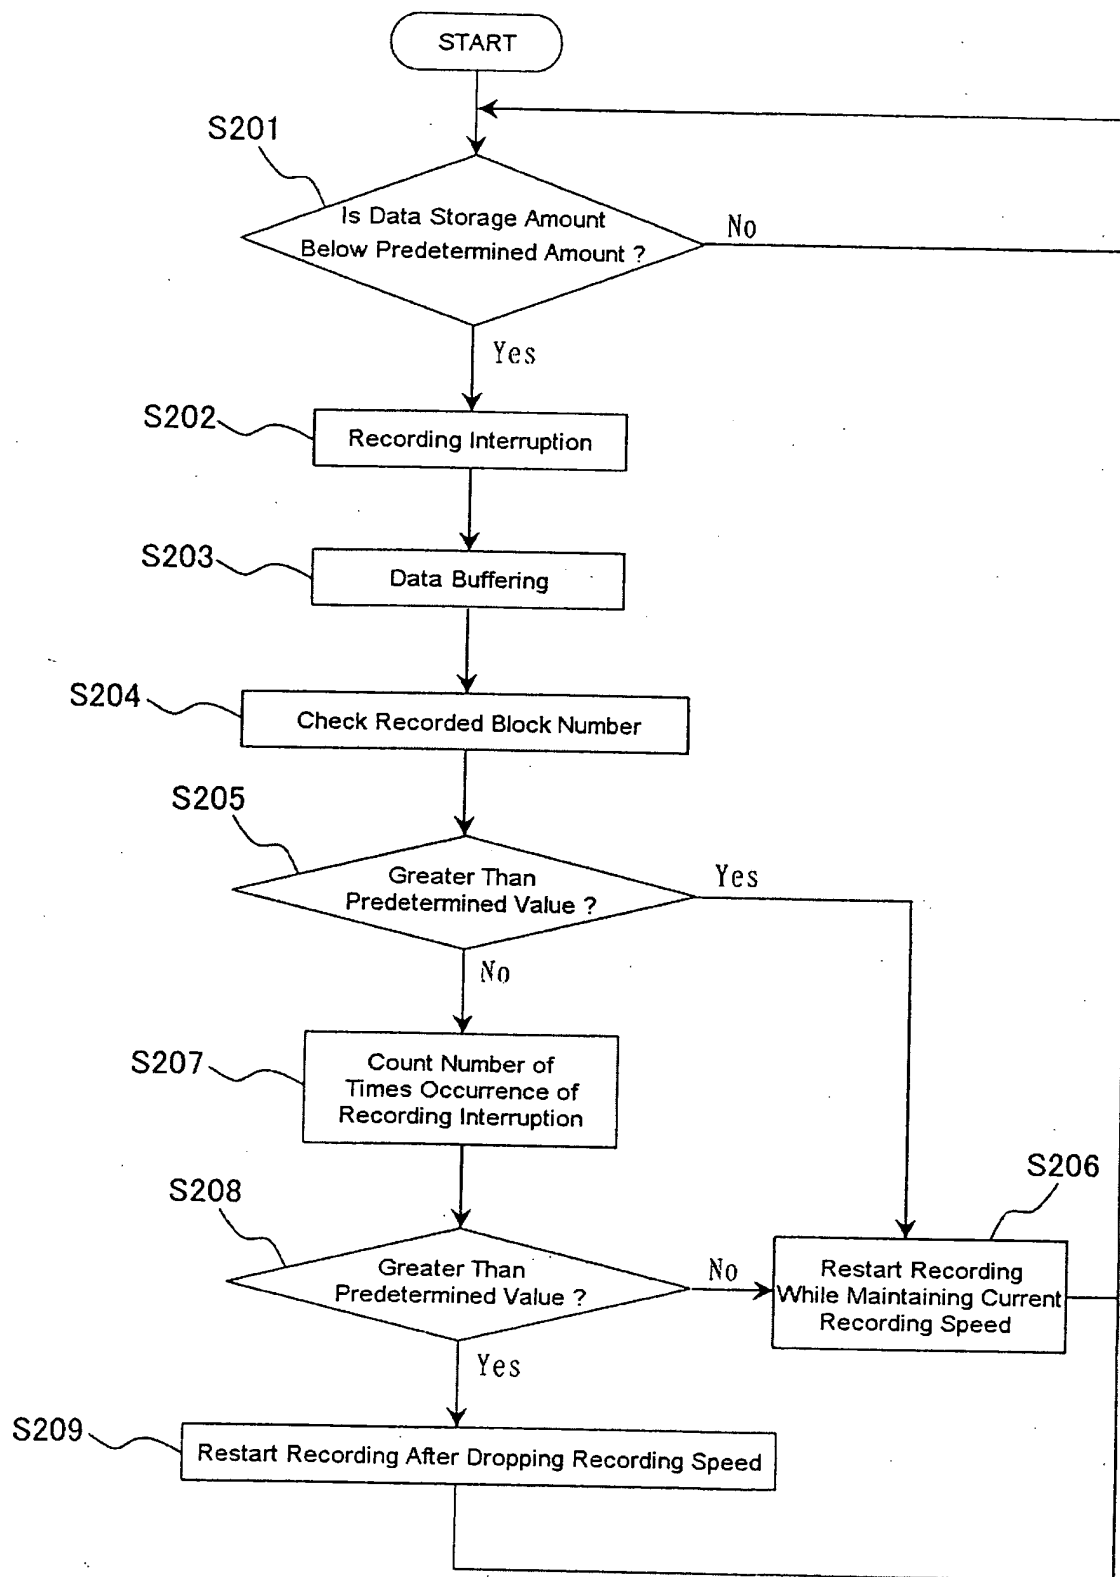 START
S201
Is Data Storage Amount
Below Predetermined Amount ?
No
Yes
S202
Recording Interruption
S203
Data Buffering
S204
Check Recorded Block Number
S205
Greater Than
Predetermined Value ?
Yes
No
S207
Count Number of
Times Occurrence of
Recording Interruption
S206
S208
Greater Than
Predetermined Value ?
No
Restart Recording
While Maintaining Current
Recording Speed
Yes
S209
Restart Recording After Dropping Recording Speed